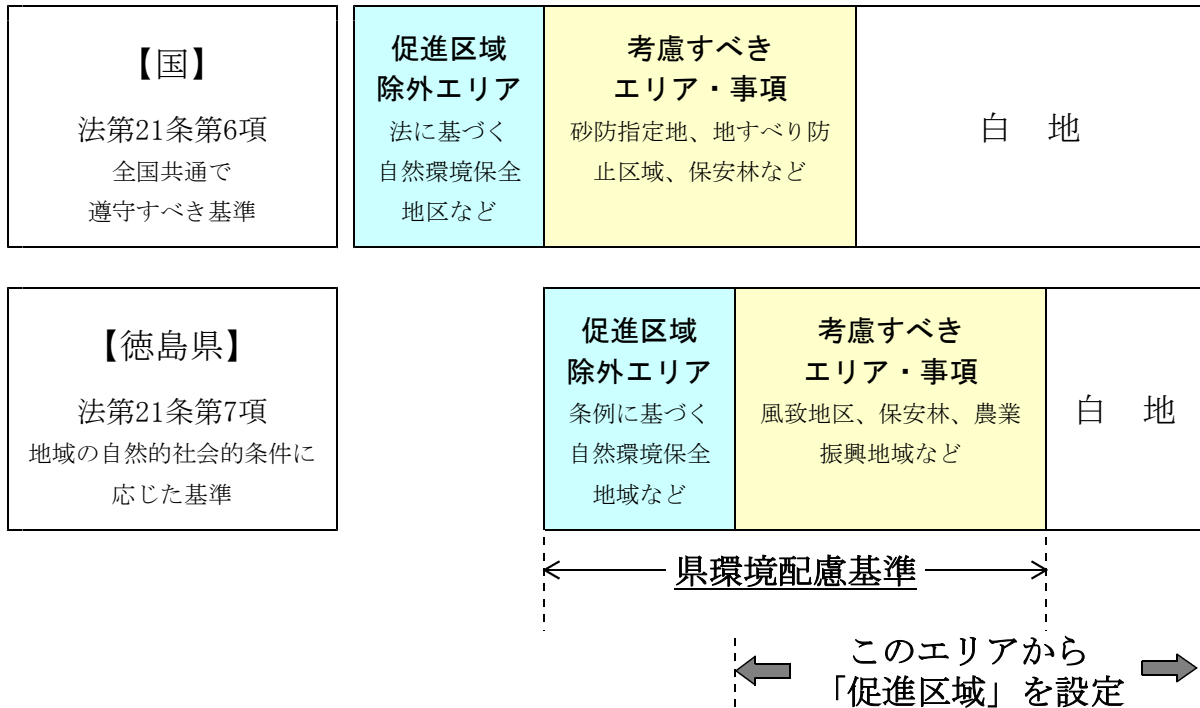 【国】
法第21条第6項
全国共通で
遵守すべき基準
促進区域
除外エリア
法に基づく
自然環境保全
地区など
考慮すべき
エリア・事項
砂防指定地、地すべり防
止区域、保安林など
白 地
【徳島県】
法第21条第7項
地域の自然的社会的条件に
応じた基準
促進区域
除外エリア
条例に基づく
自然環境保全
地域など
考慮すべき
エリア・事項
風致地区、保安林、農業
振興地域など
白 地
県環境配慮基準
このエリアから
「促進区域」を設定